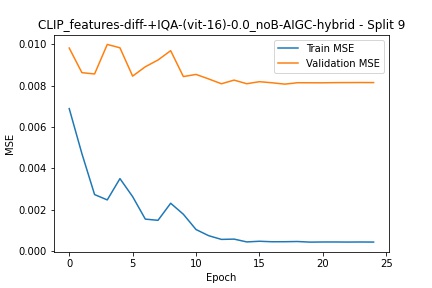 CLIP_features-diff-+IQA-(vit-16)-0.0_noB-AIGC-hybrid - Split 9
Train MSE
Validation MSE
0.010
0.008
0.006
0.004
0.002
0.000
MSE
0
5
10
15
20
25
Epoch